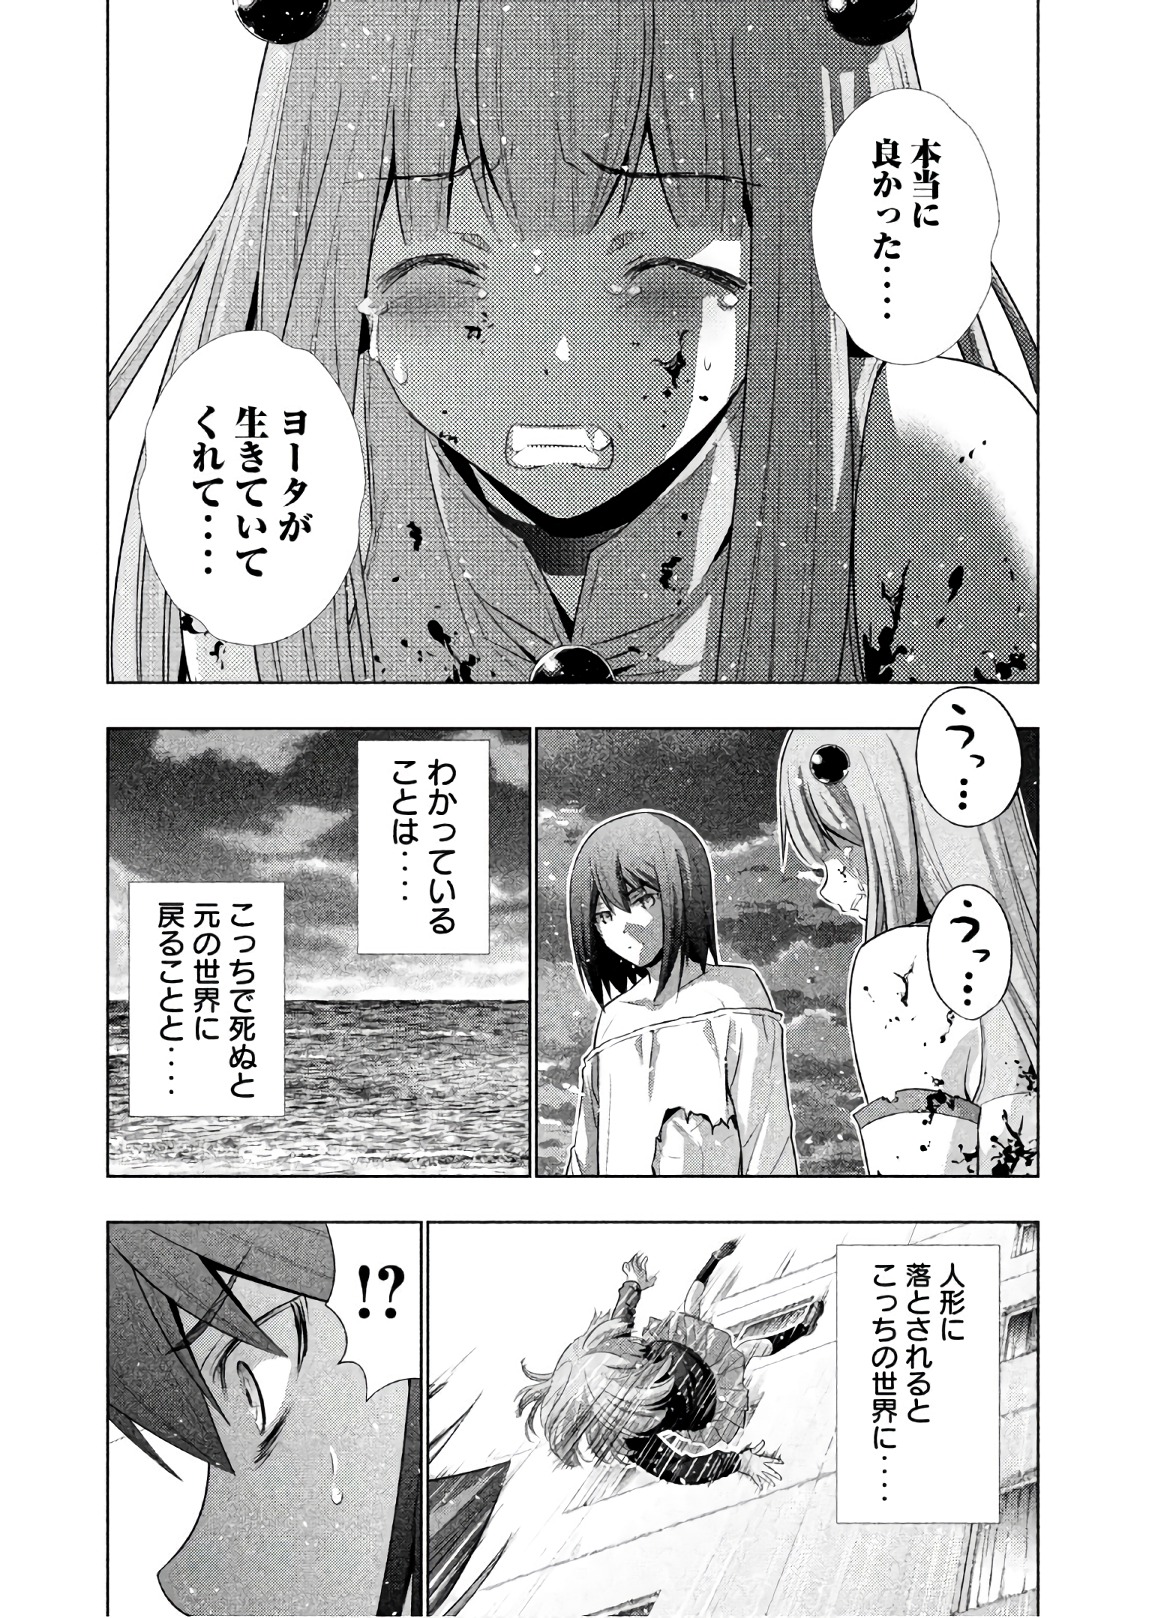 本当に
良かった‥‥
ヨータが
生きていて
くれて‥‥
うっ…
うっ…
わかっている
ことは‥‥
こっちで死ぬと
元の世界に
戻ることと‥‥
人形に
落とされると
こっちの世界に‥‥
!?